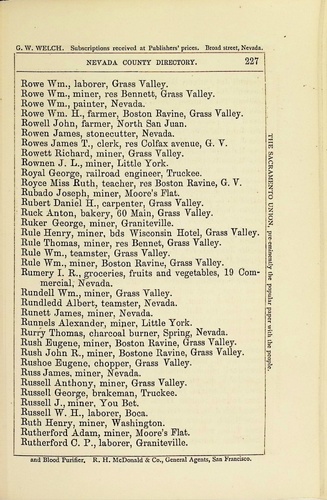 G. W. WELCH. Subscriptions received at Publishers' prices. Broad street, Nevada.
NEVADA COUNTY DIRECTORY. 227
Rowe Wm., laborer, Grass Valley.
Rowe Wm., miner, res Bennett, Grass Valley.
Rowe Wm., painter, Nevada.
Rowe Wm. H., farmer, Boston Ravine, Grass Valley.
Rowell John, farmer, North San Juan.
Rowen James, stonecutter, Nevada.
Rowes James T., clerk, res Colfax avenue, G. V.
Rowett Richard, miner, Grass Valley.
Rownen J. L., miner, Little York.
Royal George, railroad engineer, Truckee.
Royce Miss Ruth, teacher, res Boston Ravine, G. V.
Rubado Joseph, miner, Moore's Flat.
Rubert Daniel H., carpenter, Grass Valley.
Ruck Anton, bakery, 60 Main, Grass Valley.
Ruker George, miner, Graniteville.
Rule Henry, miner, bds Wisconsin Hotel, Grass Valley.
Rule Thomas, miner, res Bennet, Grass Valley.
Rule Wm., teamster, Grass Valley.
Rule Wm., miner, Boston Ravine, Grass Valley.
Rumery I. R., groceries, fruits and vegetables, 19 Com-
mercial, Nevada.
Rundell Wm., miner, Grass Valley.
Rundledd Albert, teamster, Nevada.
Runett James, miner, Nevada.
Runnels Alexander, miner, Little York.
Rurry Thomas, charcoal burner, Spring, Nevada.
Rush Eugene, miner, Boston Ravine, Grass Valley.
Rush John R., miner, Bostone Ravine, Grass Valley.
Rushoe Eugene, chopper, Grass Valley.
Russ James, miner, Nevada.
Russell Anthony, miner, Grass Valley.
Russell George, brakeman, Truckee.
Russell J., miner, You Bet.
Russell W. H., laborer, Boca.
Ruth Henry, miner, Washington.
Rutherford Adam, miner, Moore's Flat.
Rutherford C. P., laborer, Graniteville.
THE SACRAMENTO UNION, pre-eminently the popular paper with the people.
and Blood Purifier. R. H. McDonald & Co., General Agents, San Francisco.